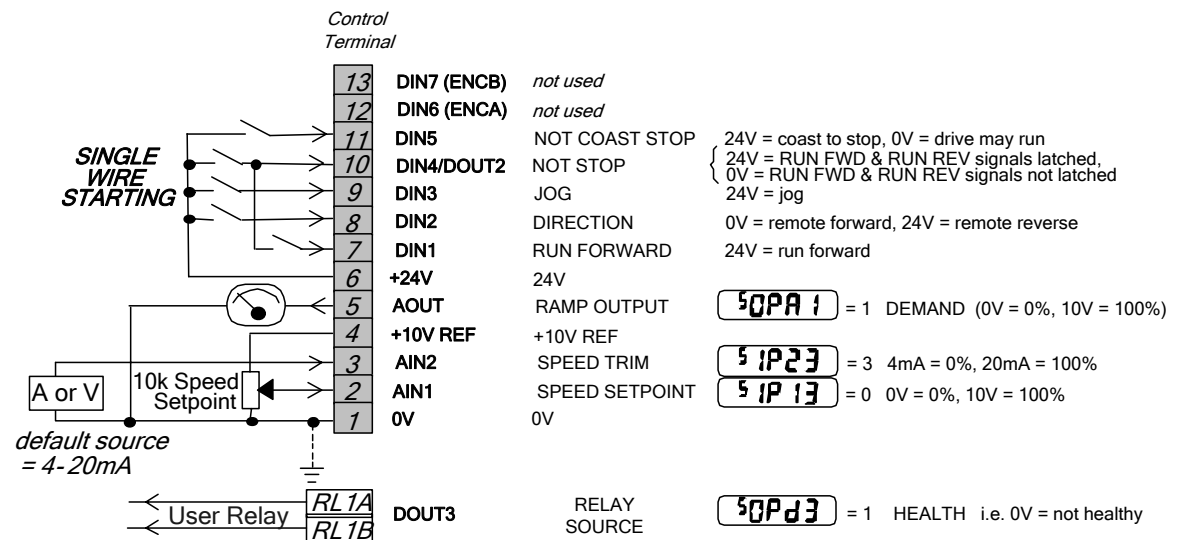 Control
Terminal
13 DIN7 (ENCB) not used
12 DIN6 (ENCA) not used
11 DIN5 NOT COAST STOP 24V = coast to stop, 0V = drive may run
10 DIN4/DOUT2 NOT STOP 24V = RUN FWD & RUN REV signals latched,
0V = RUN FWD & RUN REV signals not latched
SINGLE
WIRE
STARTING
9 DIN3 JOG 24V = jog
8 DIN2 DIRECTION 0V = remote forward, 24V = remote reverse
7 DIN1 RUN FORWARD 24V = run forward
6 +24V 24V
5 AOUT RAMP OUTPUT SOPA1 = 1 DEMAND (0V = 0%, 10V = 100%)
4 +10V REF +10V REF
3 AIN2 SPEED TRIM SIP23 = 3 4mA = 0%, 20mA = 100%
A or V
10k Speed
Setpoint
2 AIN1 SPEED SETPOINT SIP13 = 0 0V = 0%, 10V = 100%
1 0V 0V
default source
= 4-20mA
User Relay
RL1A
RL1B
DOUT3 RELAY
SOURCE
SOPd3 = 1 HEALTH i.e. 0V = not healthy